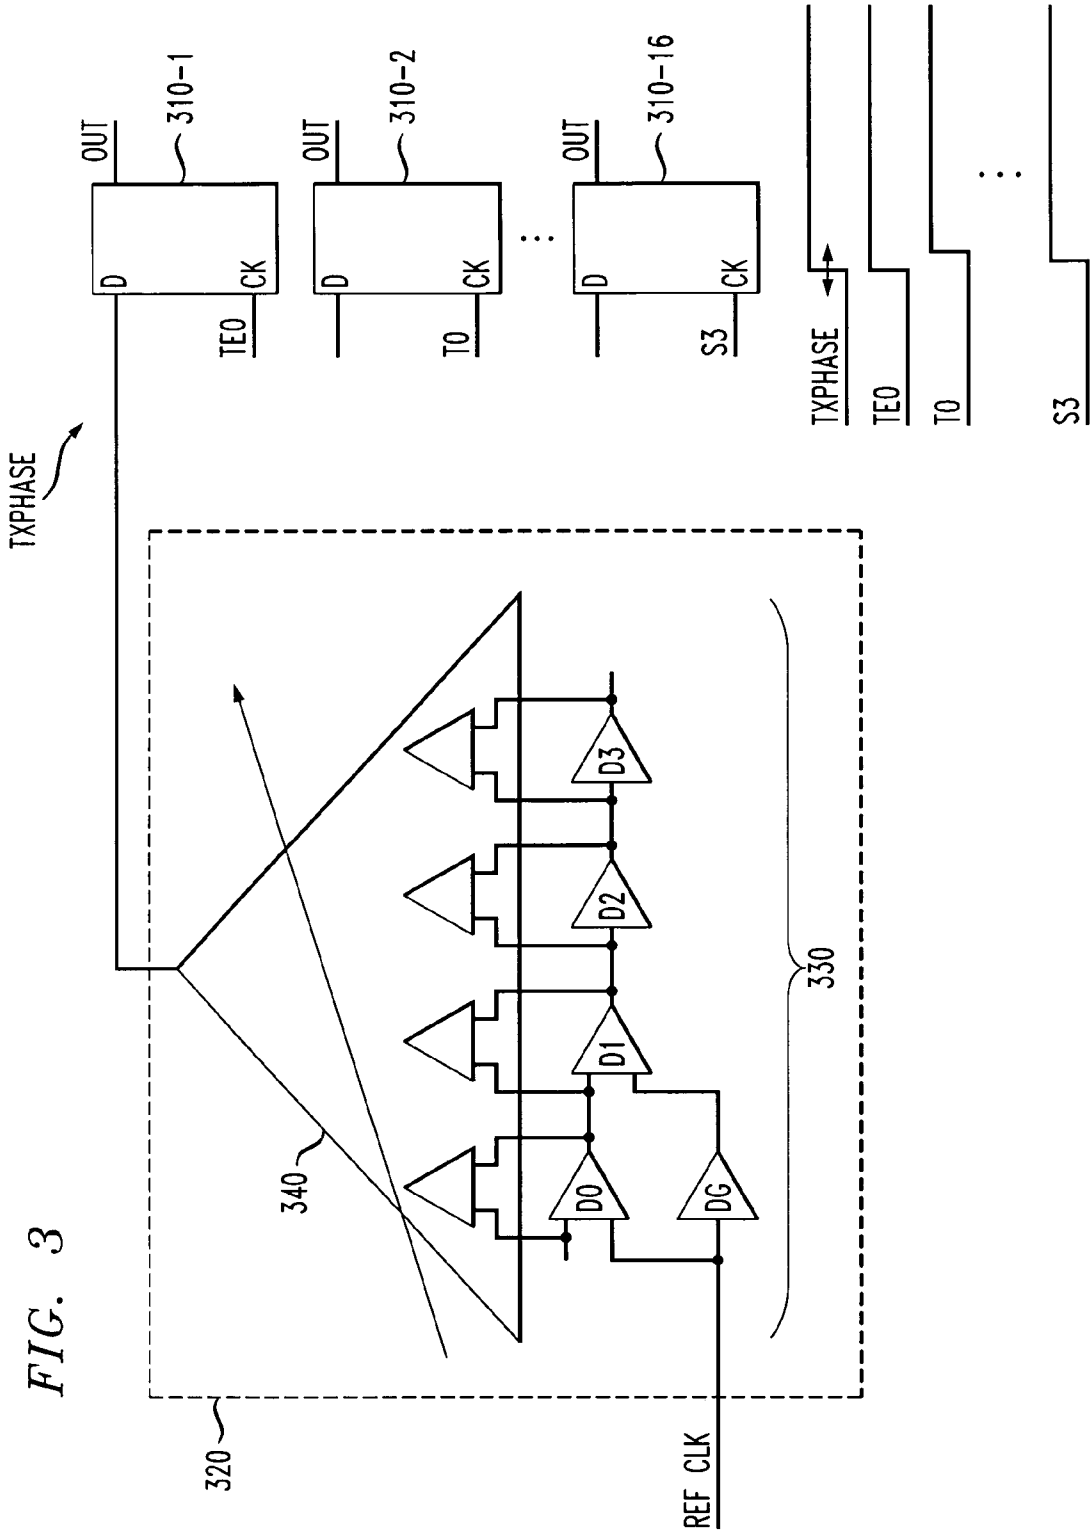 FIG. 3
320
340
TXPHASE
D
OUT
310-1
TE0
CK
D
OUT
310-2
T0
CK
...
D
OUT
310-16
S3
CK
REF CLK
D0
D1
D2
D3
DG
330
TXPHASE
TE0
T0
...
S3